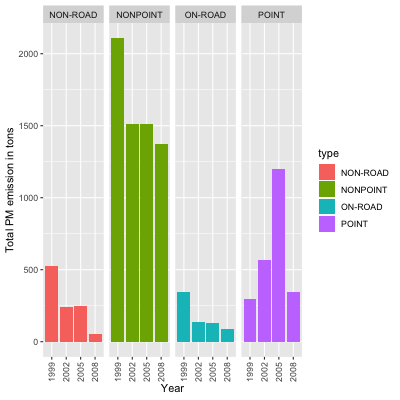 NON-ROAD NONPOINT ON-ROAD POINT
Total PM emission in tons
2000
1500
1000
500
0
1999 2002 2005 2008 1999 2002 2005 2008 1999 2002 2005 2008 1999 2002 2005 2008
Year
type
NON-ROAD
NONPOINT
ON-ROAD
POINT